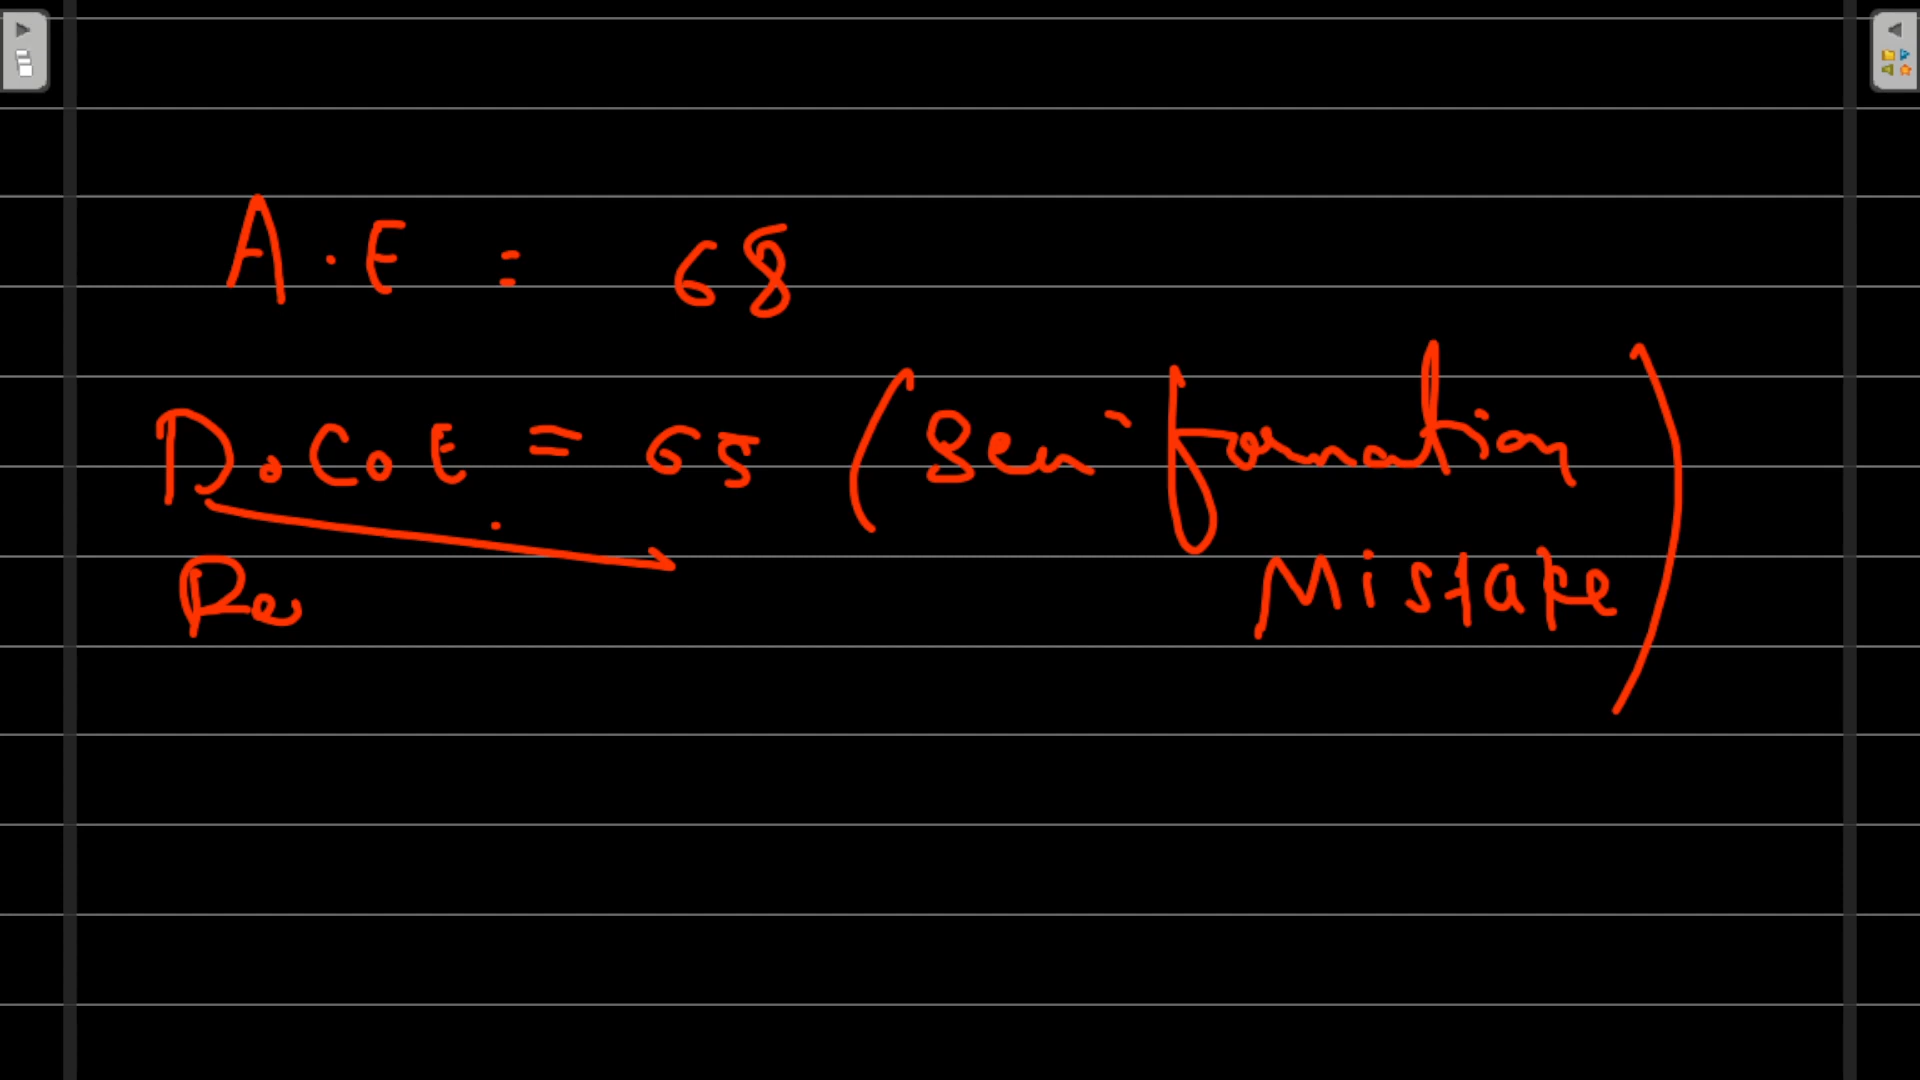 A.E = 68
D.C.E = 65 (Sen-formation
Mistake)
Re